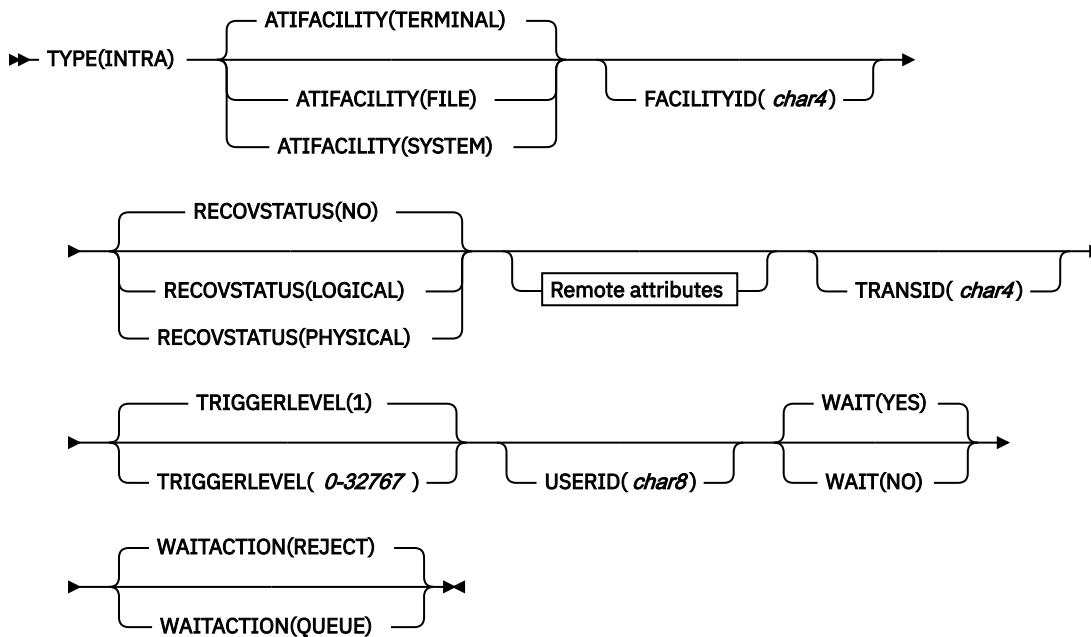 ATIFACILITY(TERMINAL)
TYPE(INTRA)
ATIFACILITY(FILE)
FACILITYID( char4)
ATIFACILITY(SYSTEM)
RECOVSTATUS(NO)
RECOVSTATUS(LOGICAL)
Remote attributes
TRANSID( char4)
RECOVSTATUS(PHYSICAL)
TRIGGERLEVEL(1)
WAIT(YES)
TRIGGERLEVEL( 0-32767 )
USERID( char8)
WAIT(NO)
WAITACTION(REJECT)
WAITACTION(QUEUE)